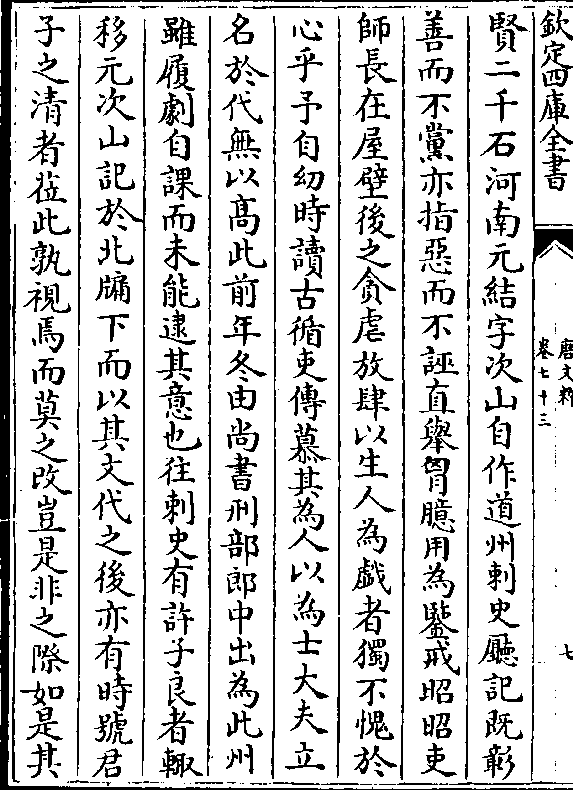 欽定四庫全書
唐文粹
卷七十三
七
賢二千石河南元結字次山自作道州刺史廳記既彰
善而不黨亦指惡而不誣直舉胷臆用為鑒戒昭昭吏
師長在屋壁後之貪虐放肆以生人為戲者獨不愧於
心乎予自㓜時讀古循吏傳慕其為人以為士大夫立
名於代無以髙此前年冬由尚書刑部郎中出為此州
雖履劇自課而未能逮其意也往刺史有許子良者輙
移元次山記於北牖下而以其文代之後亦有時號君
子之清者莅此孰視焉而莫之改豈是非之際如是其